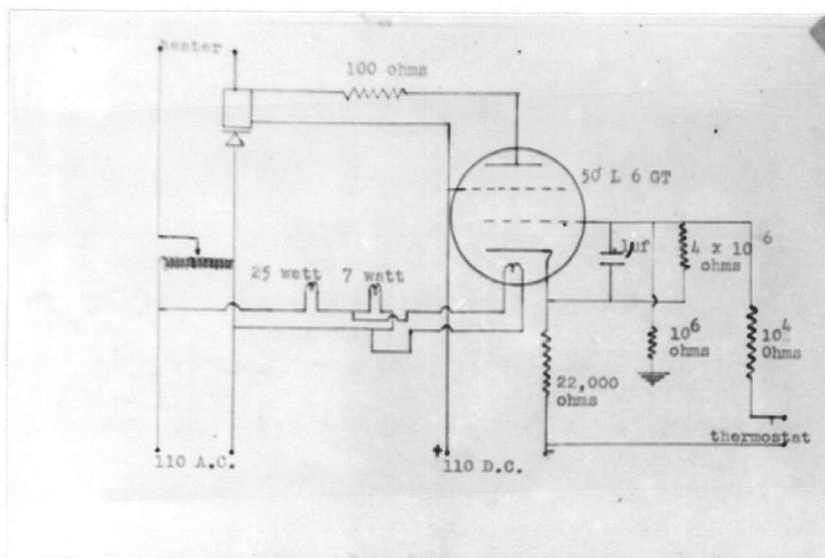 heater
100 ohms
50 L 6 GT
1uf
4 x 10 6
ohms
25 watt 7 watt
10 6
ohms
10 4
Ohms
22,000
ohms
thermostat
110 A.C.
+ 110 D.C. -